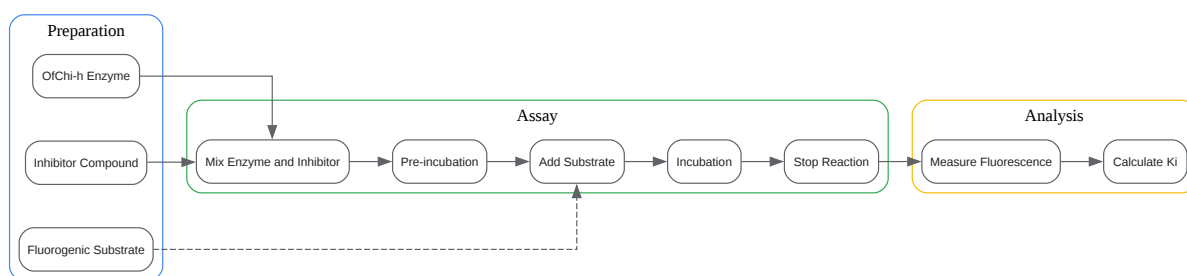 Preparation
OfChi-h Enzyme
Inhibitor Compound
Fluorogenic Substrate
Assay
Mix Enzyme and Inhibitor
Pre-incubation
Add Substrate
Incubation
Stop Reaction
Analysis
Measure Fluorescence
Calculate Ki